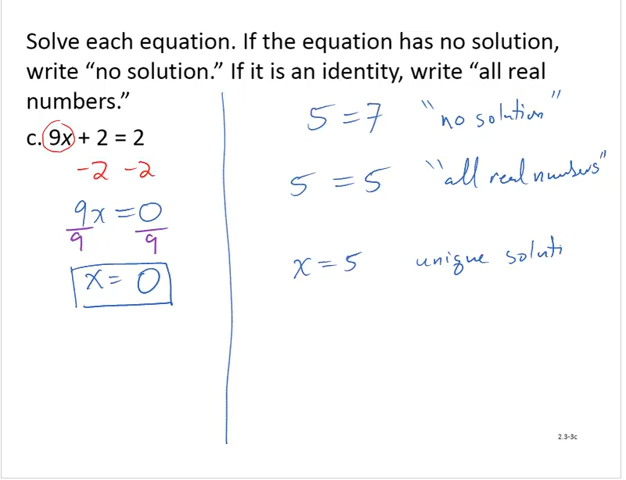 Solve each equation. If the equation has no solution,
write “no solution.” If it is an identity, write “all real
numbers.”
c. 9x + 2 = 2
-2 -2
9x = 0
9 9
x = 0
5 = 7 "no solution"
5 = 5 "all real numbers"
x = 5 unique soluti
2.3-3c